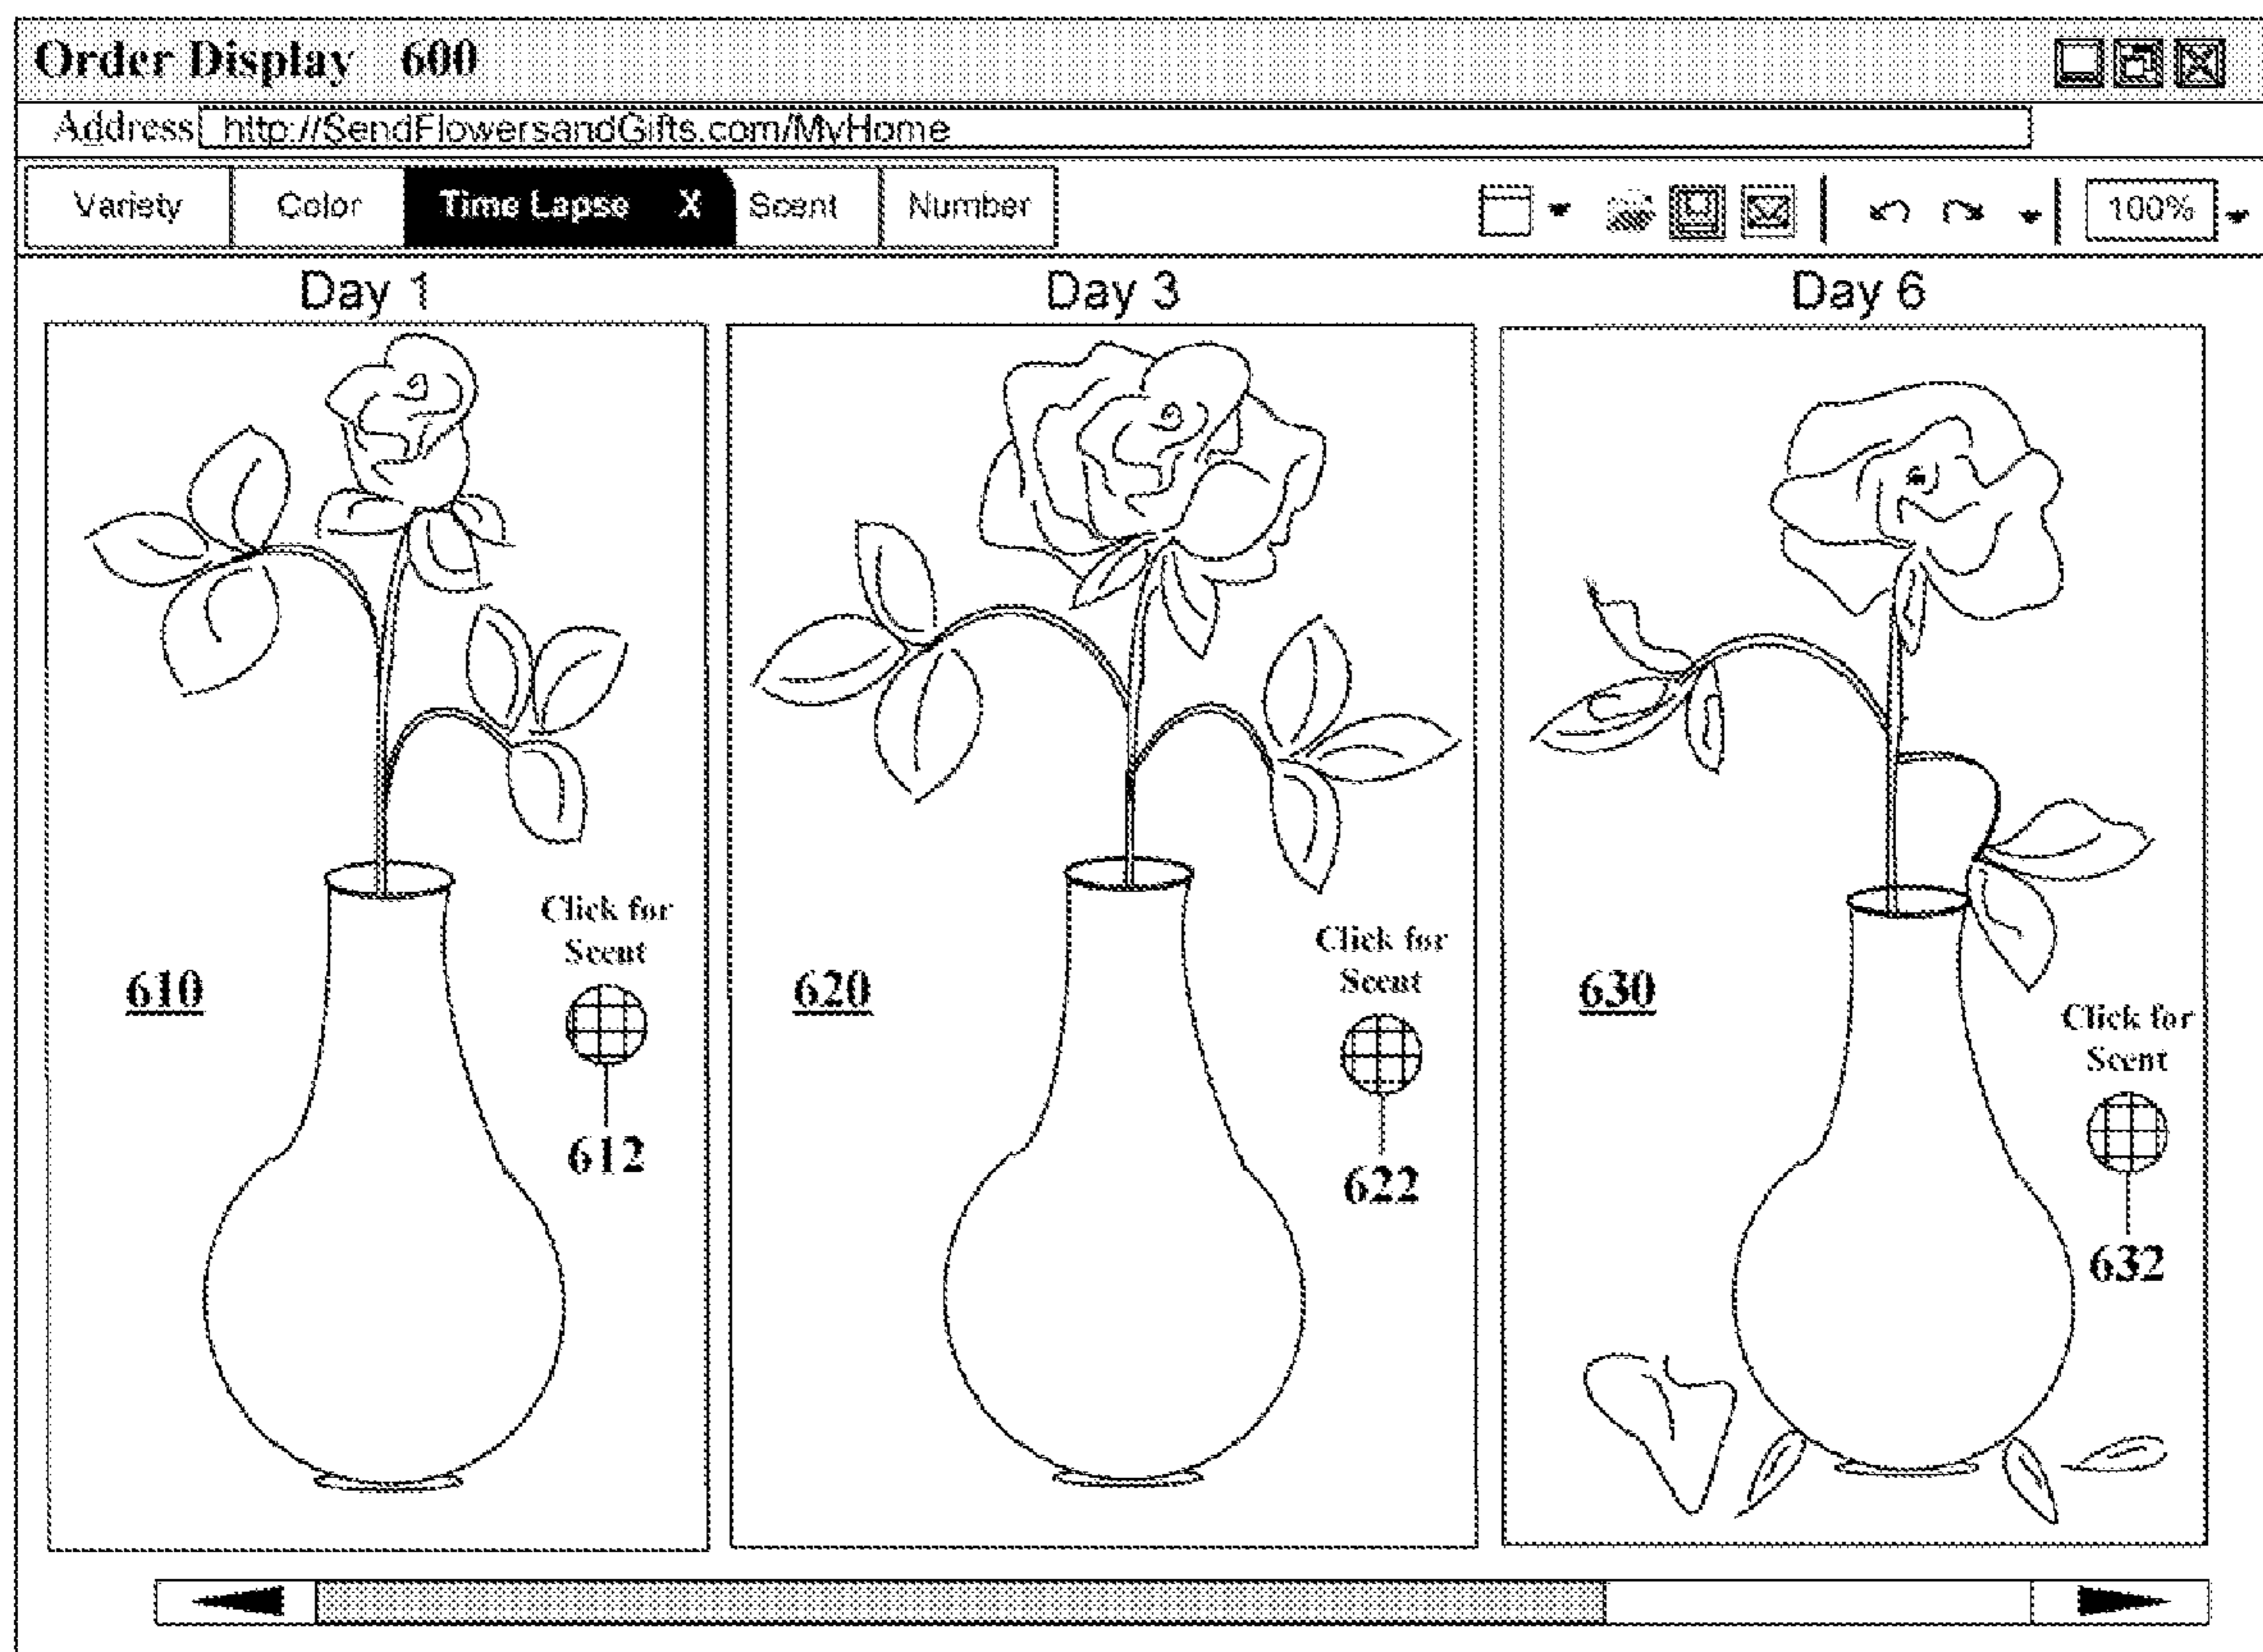 Order Display 600
Address http://SendFlowersandGifts.com/MyHome
Variety Color Time Lapse X Scent Number 100%
Day 1 Day 3 Day 6
Click for
Scent
610
612
Click for
Scent
620
622
Click for
Scent
630
632